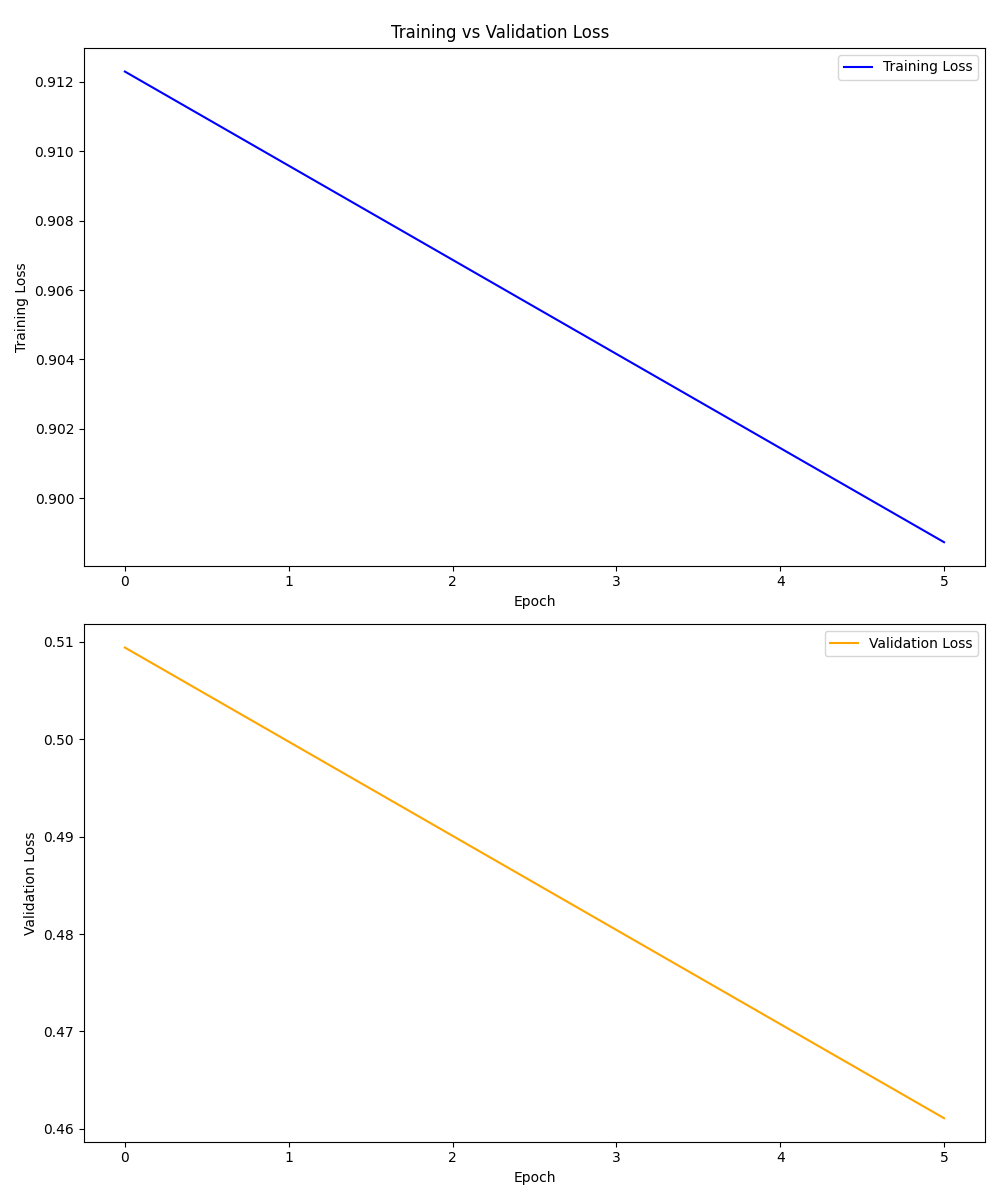 Training vs Validation Loss
Training Loss
0.912
0.910
0.908
0.906
0.904
0.902
0.900
Training Loss
0 1 2 3 4 5
Epoch
Validation Loss
0.51
0.50
0.49
0.48
0.47
0.46
Validation Loss
0 1 2 3 4 5
Epoch